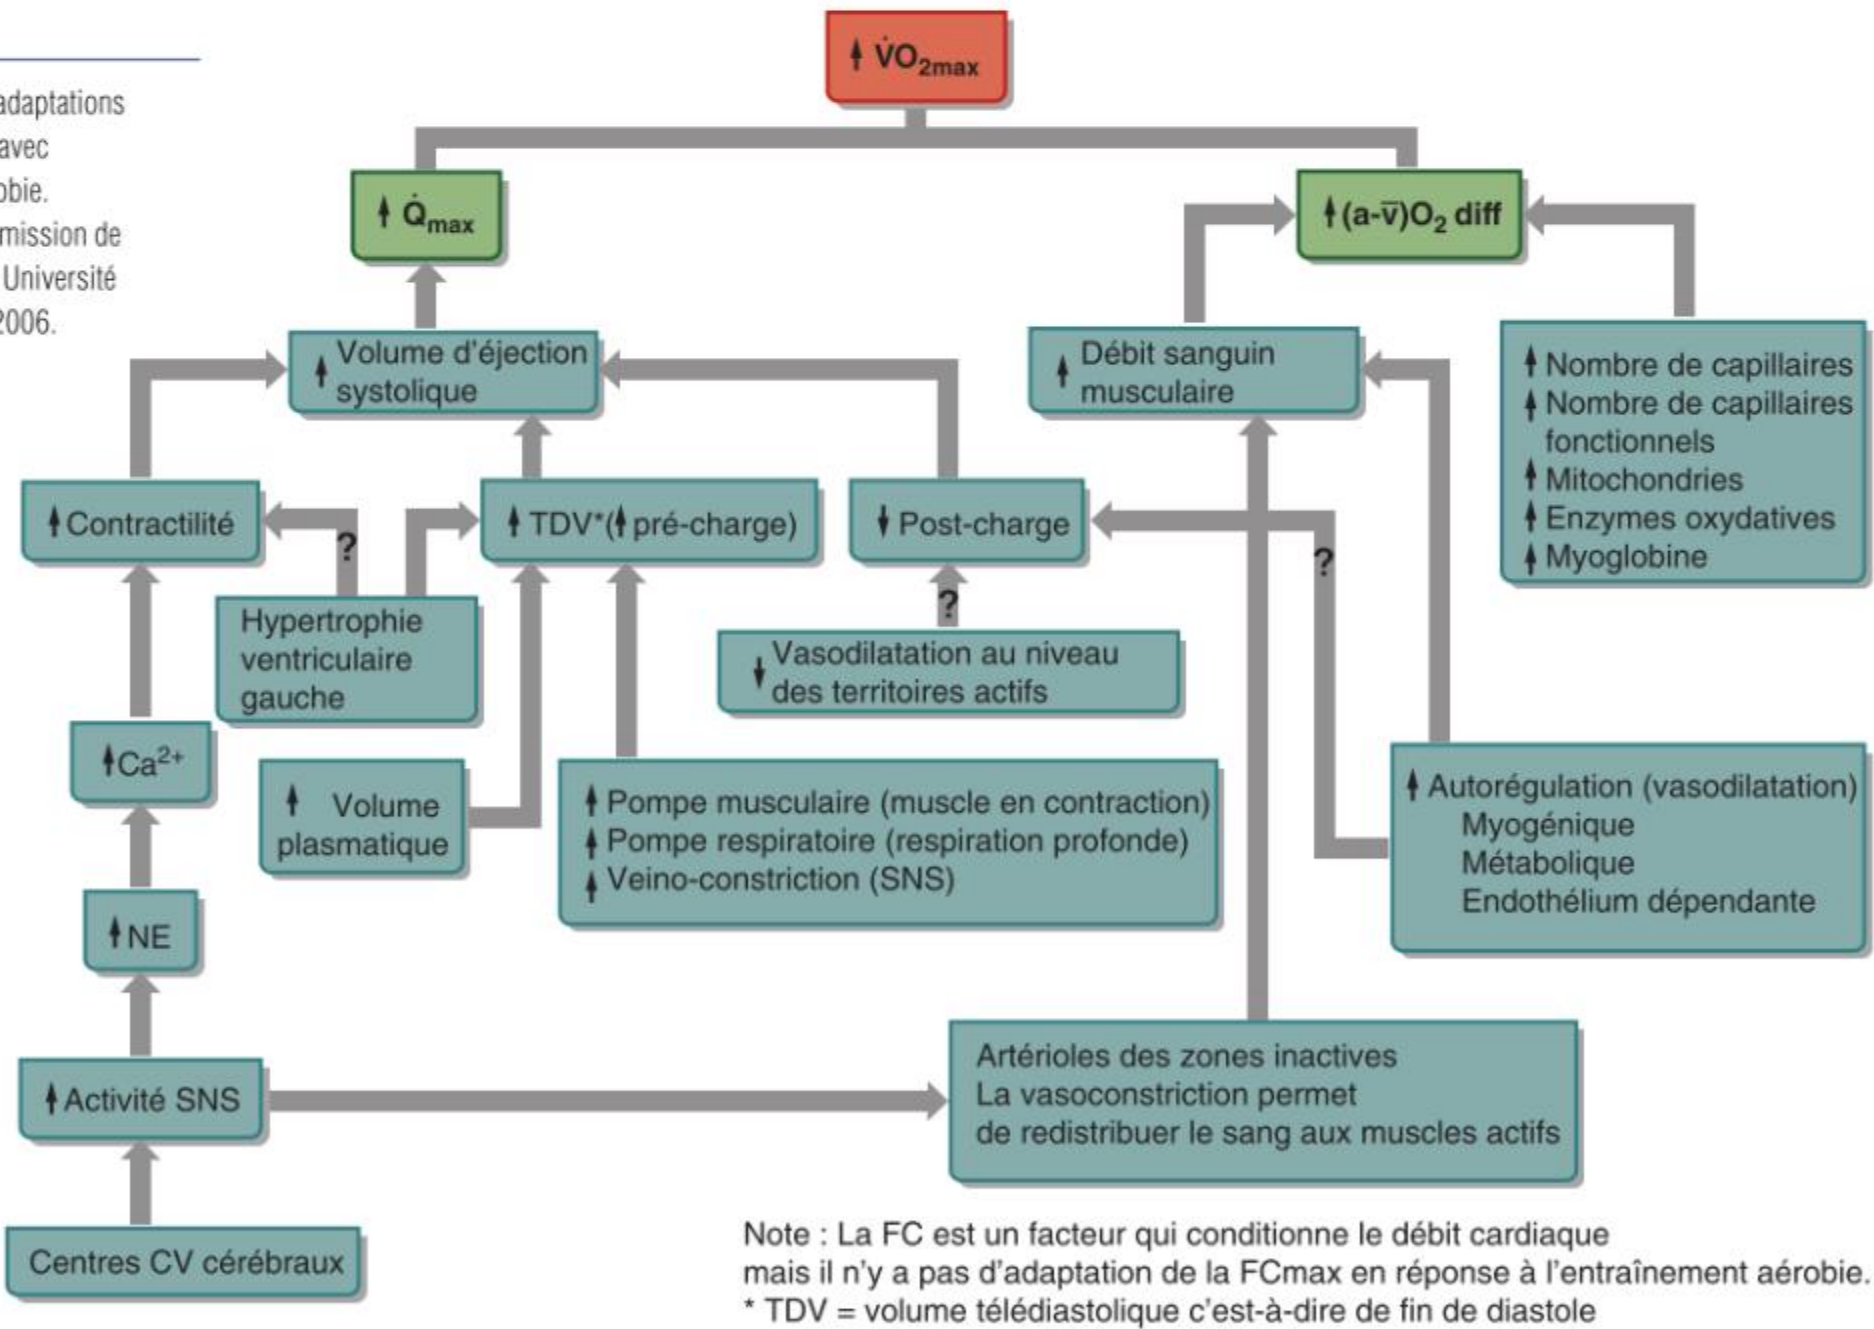 adaptations
avec
obie.
mission de
Université
2006.
↑ V̇O₂max
↑ Q̇max
↑ (a-v̅)O₂ diff
↑ Volume d'éjection
systolique
↑ Débit sanguin
musculaire
↑ Nombre de capillaires
↑ Nombre de capillaires
fonctionnels
↑ Mitochondries
↑ Enzymes oxydatives
↑ Myoglobine
↑ Contractilité
?
↑ TDV*(↑ pré-charge)
↓ Post-charge
?
?
Hypertrophie
ventriculaire
gauche
↓ Vasodilatation au niveau
des territoires actifs
↑ Ca²⁺
↑ Volume
plasmatique
↑ Pompe musculaire (muscle en contraction)
↑ Pompe respiratoire (respiration profonde)
↑ Veino-constriction (SNS)
↑ Autorégulation (vasodilatation)
Myogénique
Métabolique
Endothélium dépendante
↑ NE
↑ Activité SNS
Artérioles des zones inactives
La vasoconstriction permet
de redistribuer le sang aux muscles actifs
Centres CV cérébraux
Note : La FC est un facteur qui conditionne le débit cardiaque
mais il n'y a pas d'adaptation de la FCmax en réponse à l'entraînement aérobie.
* TDV = volume télédiastolique c'est-à-dire de fin de diastole